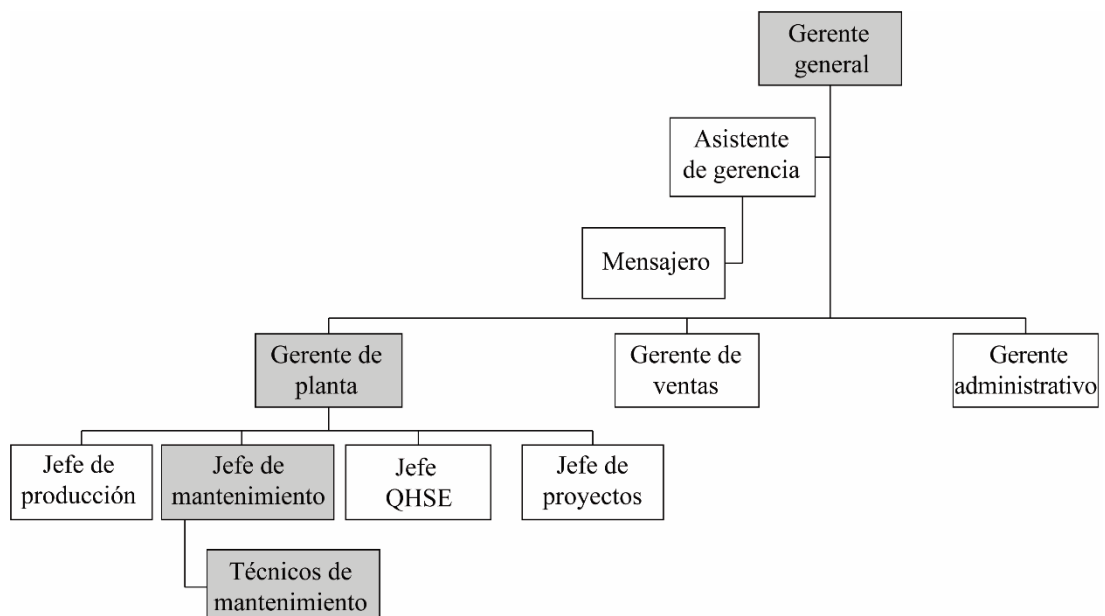 Gerente
general
Asistente
de gerencia
Mensajero
Gerente de
planta
Gerente de
ventas
Gerente
administrativo
Jefe de
producción
Jefe de
mantenimiento
Jefe
QHSE
Jefe de
proyectos
Técnicos de
mantenimiento